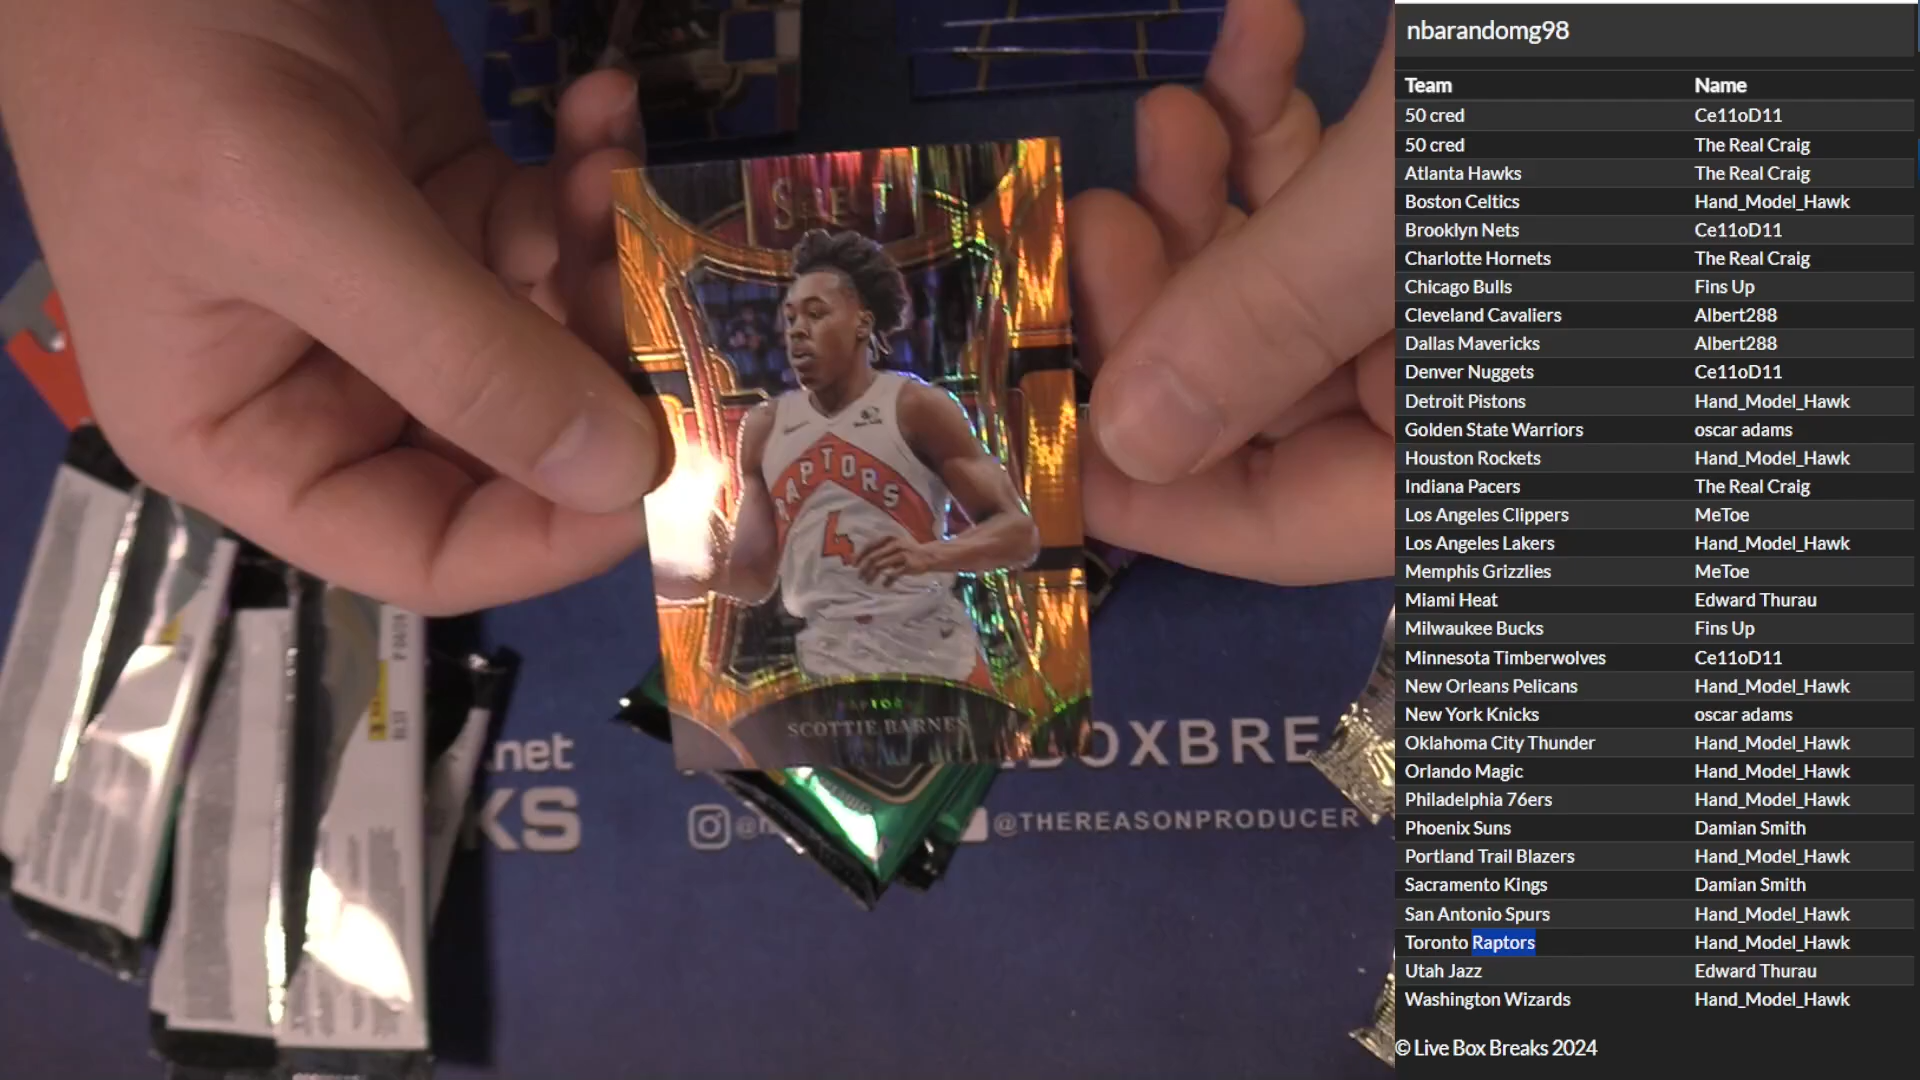 SELECT
RAPTORS
4
SCOTTIE BARNES
.net
KS
OXBRE
@THEREASONPRODUCER
nbarandomg98
Team Name
50 cred Ce11oD11
50 cred The Real Craig
Atlanta Hawks The Real Craig
Boston Celtics Hand_Model_Hawk
Brooklyn Nets Ce11oD11
Charlotte Hornets The Real Craig
Chicago Bulls Fins Up
Cleveland Cavaliers Albert288
Dallas Mavericks Albert288
Denver Nuggets Ce11oD11
Detroit Pistons Hand_Model_Hawk
Golden State Warriors oscar adams
Houston Rockets Hand_Model_Hawk
Indiana Pacers The Real Craig
Los Angeles Clippers MeToe
Los Angeles Lakers Hand_Model_Hawk
Memphis Grizzlies MeToe
Miami Heat Edward Thurau
Milwaukee Bucks Fins Up
Minnesota Timberwolves Ce11oD11
New Orleans Pelicans Hand_Model_Hawk
New York Knicks oscar adams
Oklahoma City Thunder Hand_Model_Hawk
Orlando Magic Hand_Model_Hawk
Philadelphia 76ers Hand_Model_Hawk
Phoenix Suns Damian Smith
Portland Trail Blazers Hand_Model_Hawk
Sacramento Kings Damian Smith
San Antonio Spurs Hand_Model_Hawk
Toronto Raptors Hand_Model_Hawk
Utah Jazz Edward Thurau
Washington Wizards Hand_Model_Hawk
© Live Box Breaks 2024